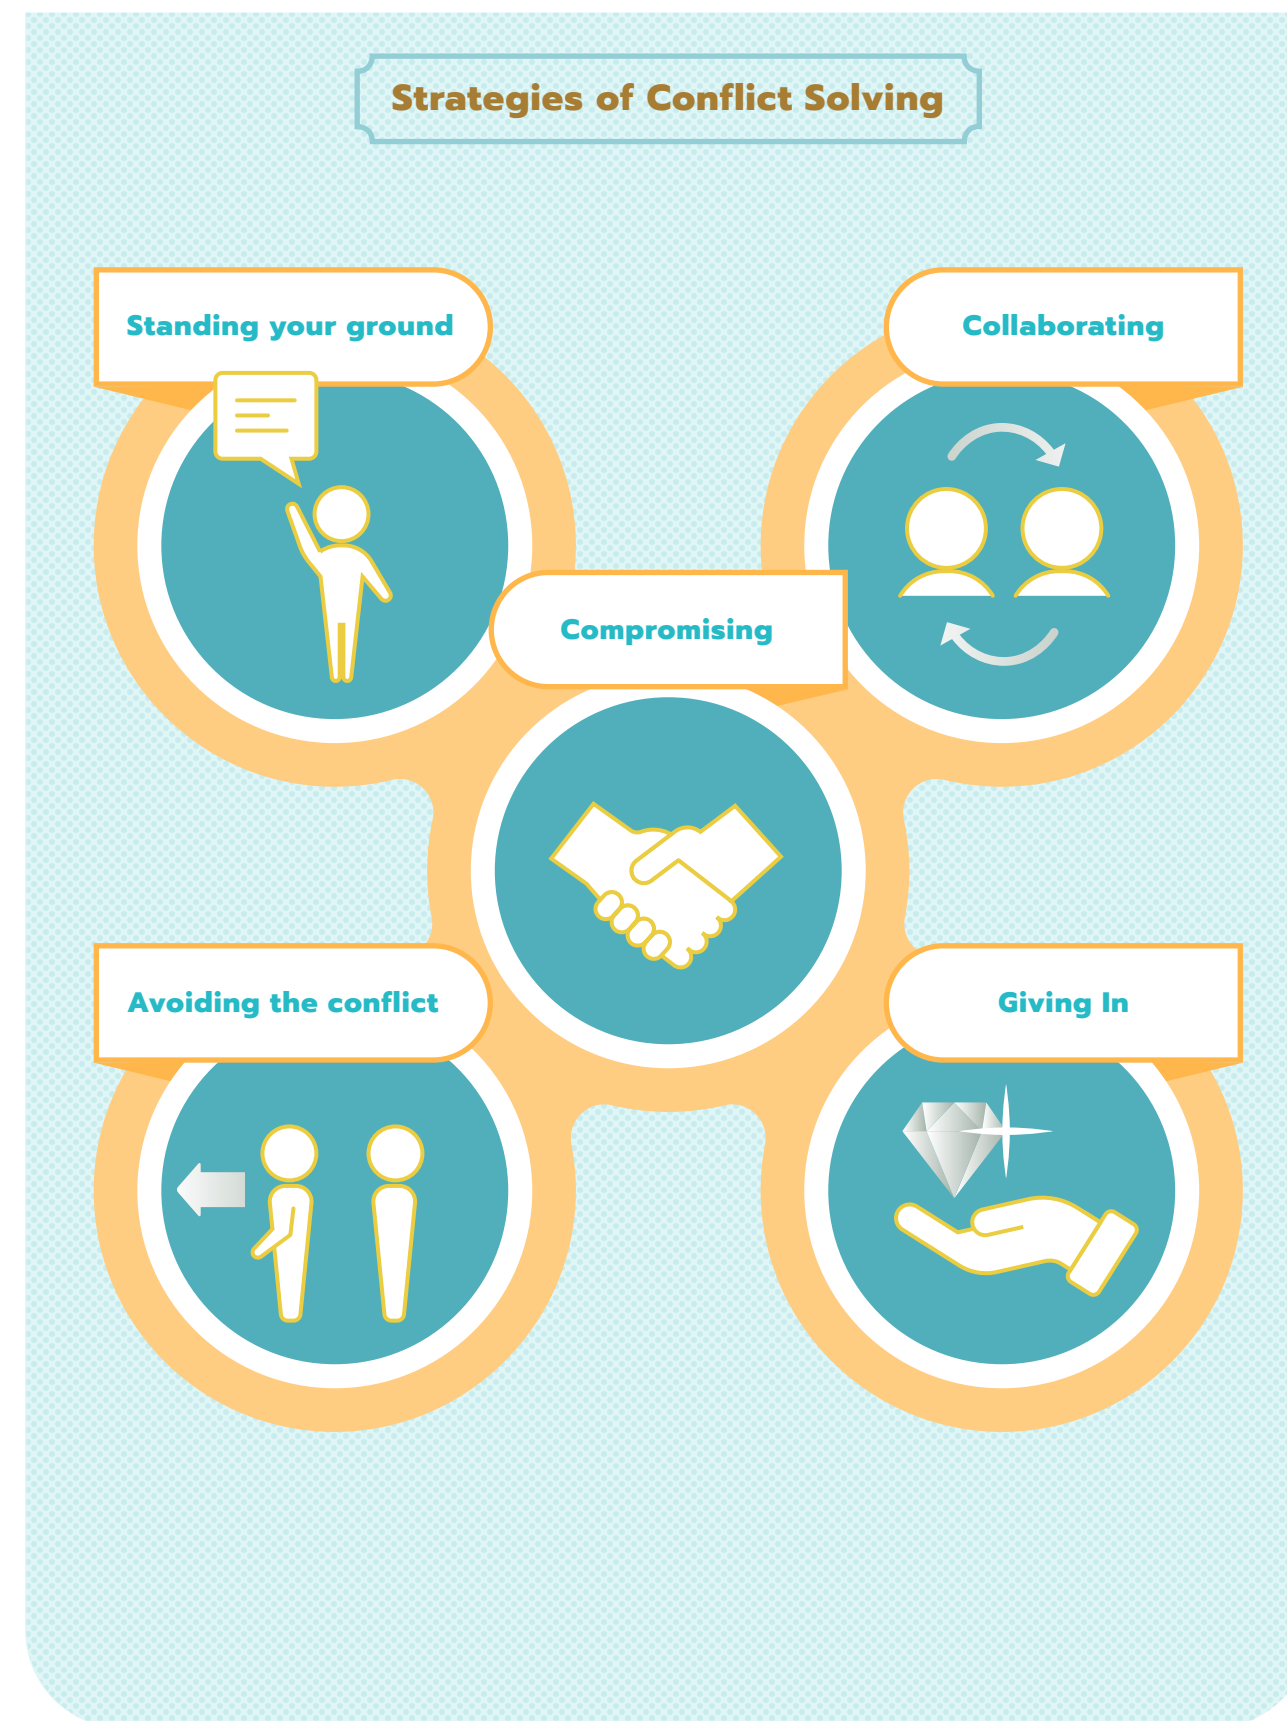 Strategies of Conflict Solving
Standing your ground
Collaborating
Compromising
Avoiding the conflict
Giving In